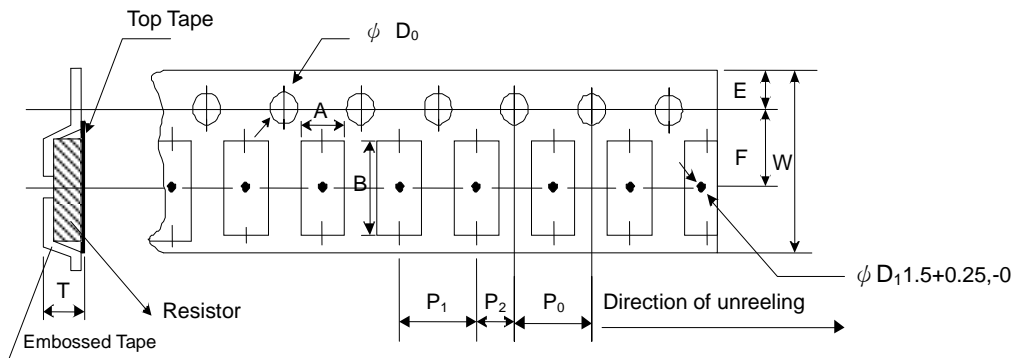 Top Tape
ϕ D₀
A
E
B
F
W
ϕ D₁1.5+0.25,-0
T
Resistor
P₁
P₂
P₀
Direction of unreeling
Embossed Tape